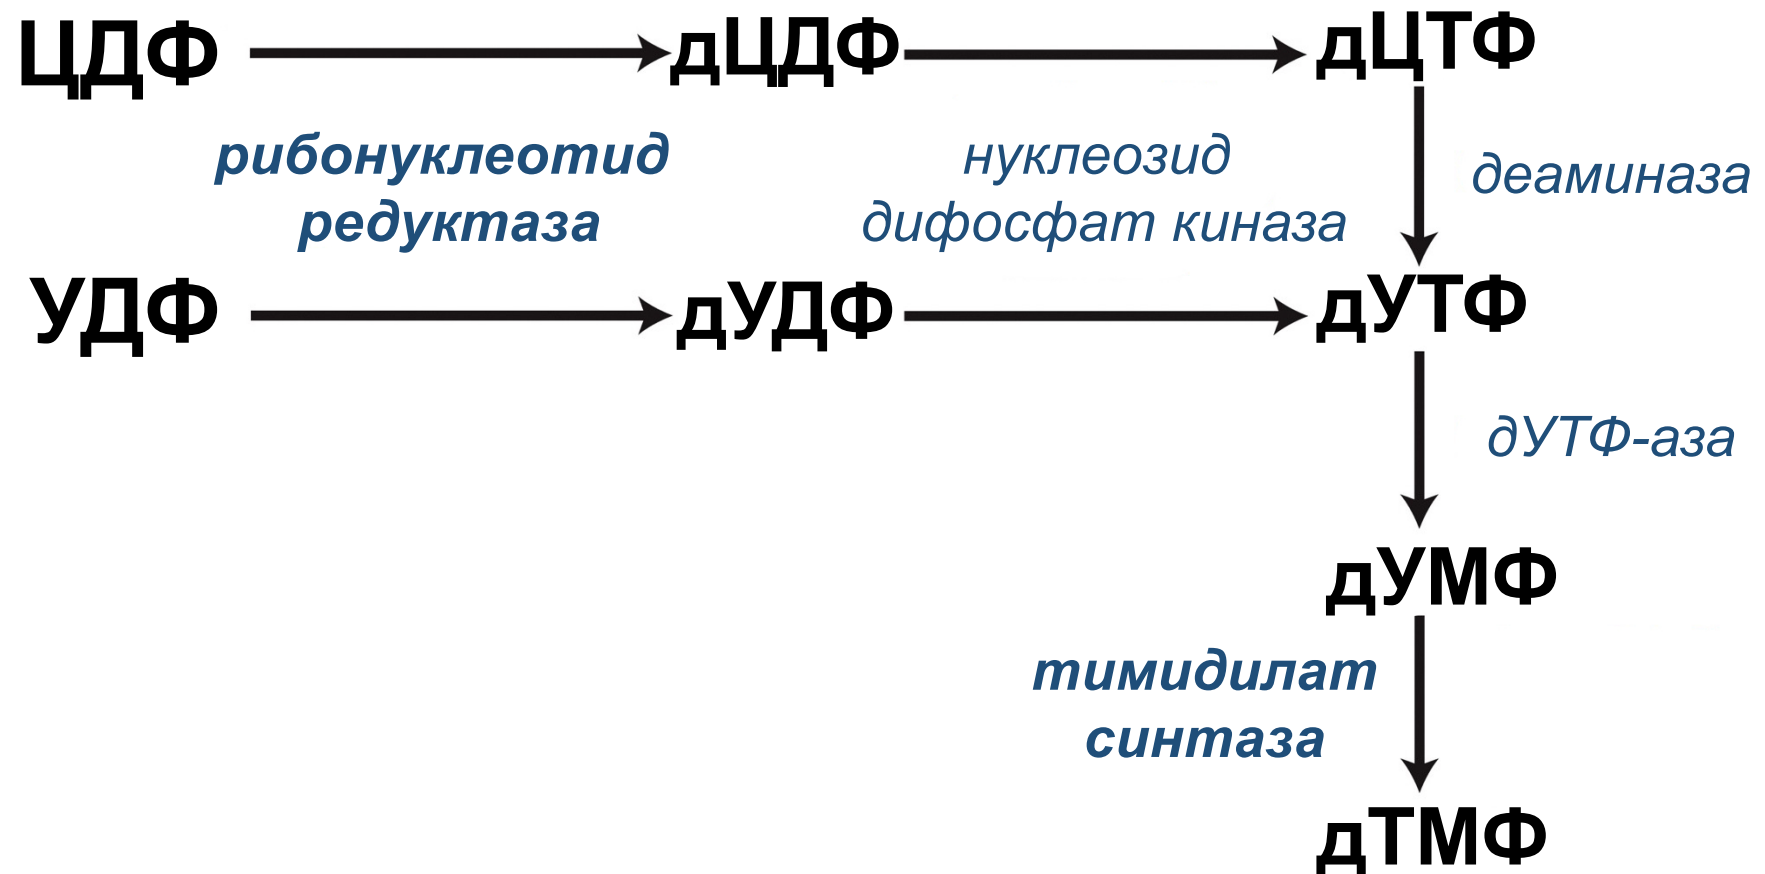 ЦДФ дЦДФ дЦТФ
рибонуклеотид
редуктаза
нуклеозид
дифосфат киназа
деаминаза
УДФ дУДФ дУТФ
дУТФ-аза
дУМФ
тимидилат
синтаза
дТМФ